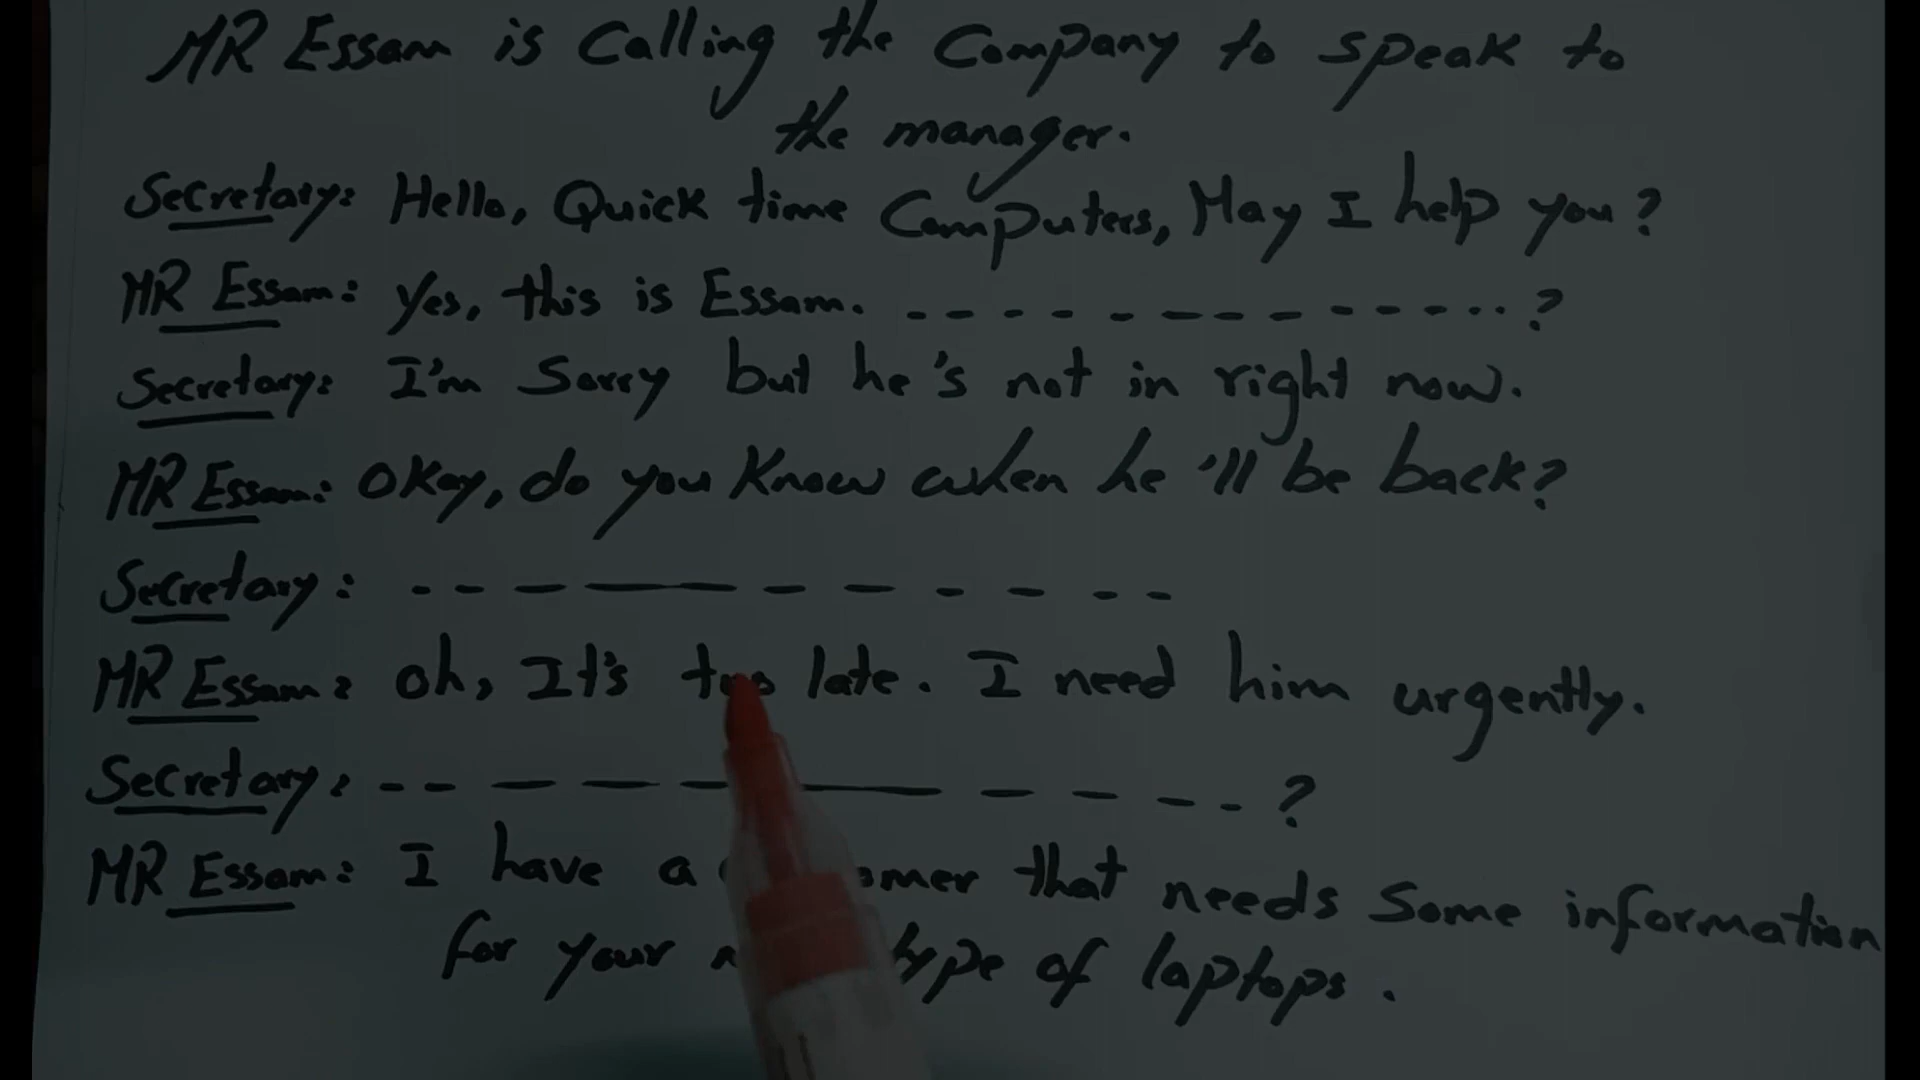 MR Essam is Calling the Company to speak to
the manager.
Secretary: Hello, Quick time Computers, May I help you?
MR Essam: Yes, this is Essam. - - - - - - - - - - - - - - ?
Secretary: I'm Sorry but he's not in right now.
MR Essam: Okay, do you Know when he 'll be back?
Secretary: - - - - - - - - - -
MR Essam: oh, It's too late. I need him urgently.
Secretary: - - - - - - - - - - ?
MR Essam: I have a that needs Some information
for your type of laptops.